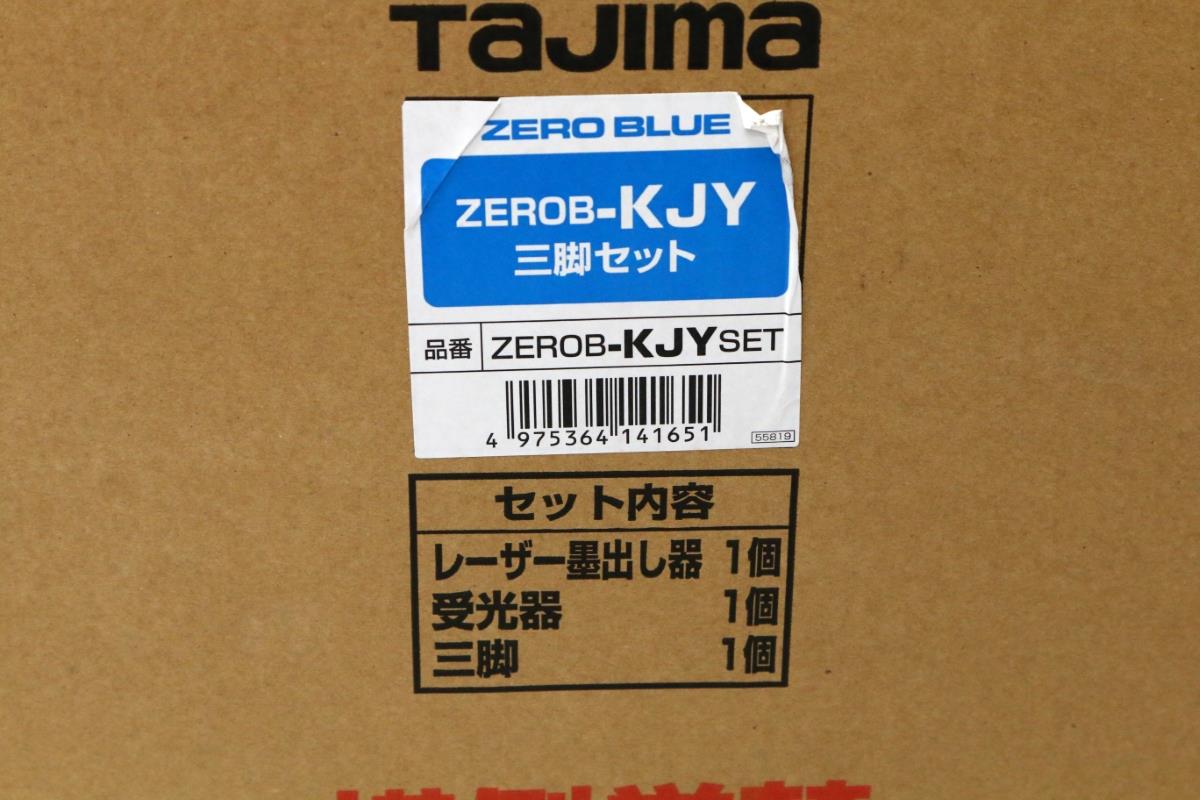 TaJima
ZERO BLUE
ZEROB-KJY
三脚セット
品番 ZEROB-KJYSET
4 975364 141651
55819
セット内容
レーザー墨出し器 1個
受光器 1個
三脚 1個